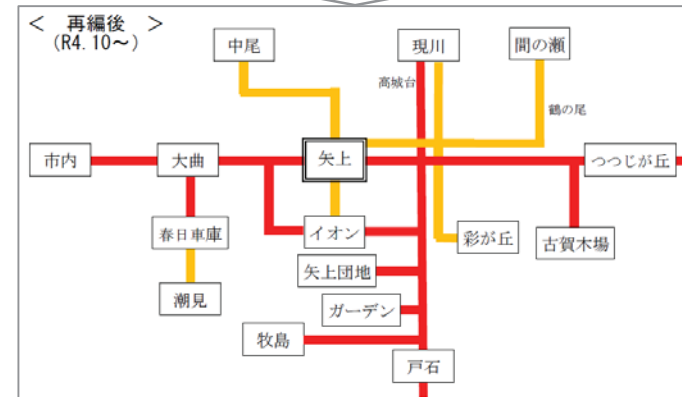 ＜ 再編後 ＞
(R4.10～)
中尾
現川
間の瀬
高城台
鶴の尾
市内
大曲
矢上
つつじが丘
春日車庫
イオン
彩が丘
古賀木場
矢上団地
潮見
ガーデン
牧島
戸石